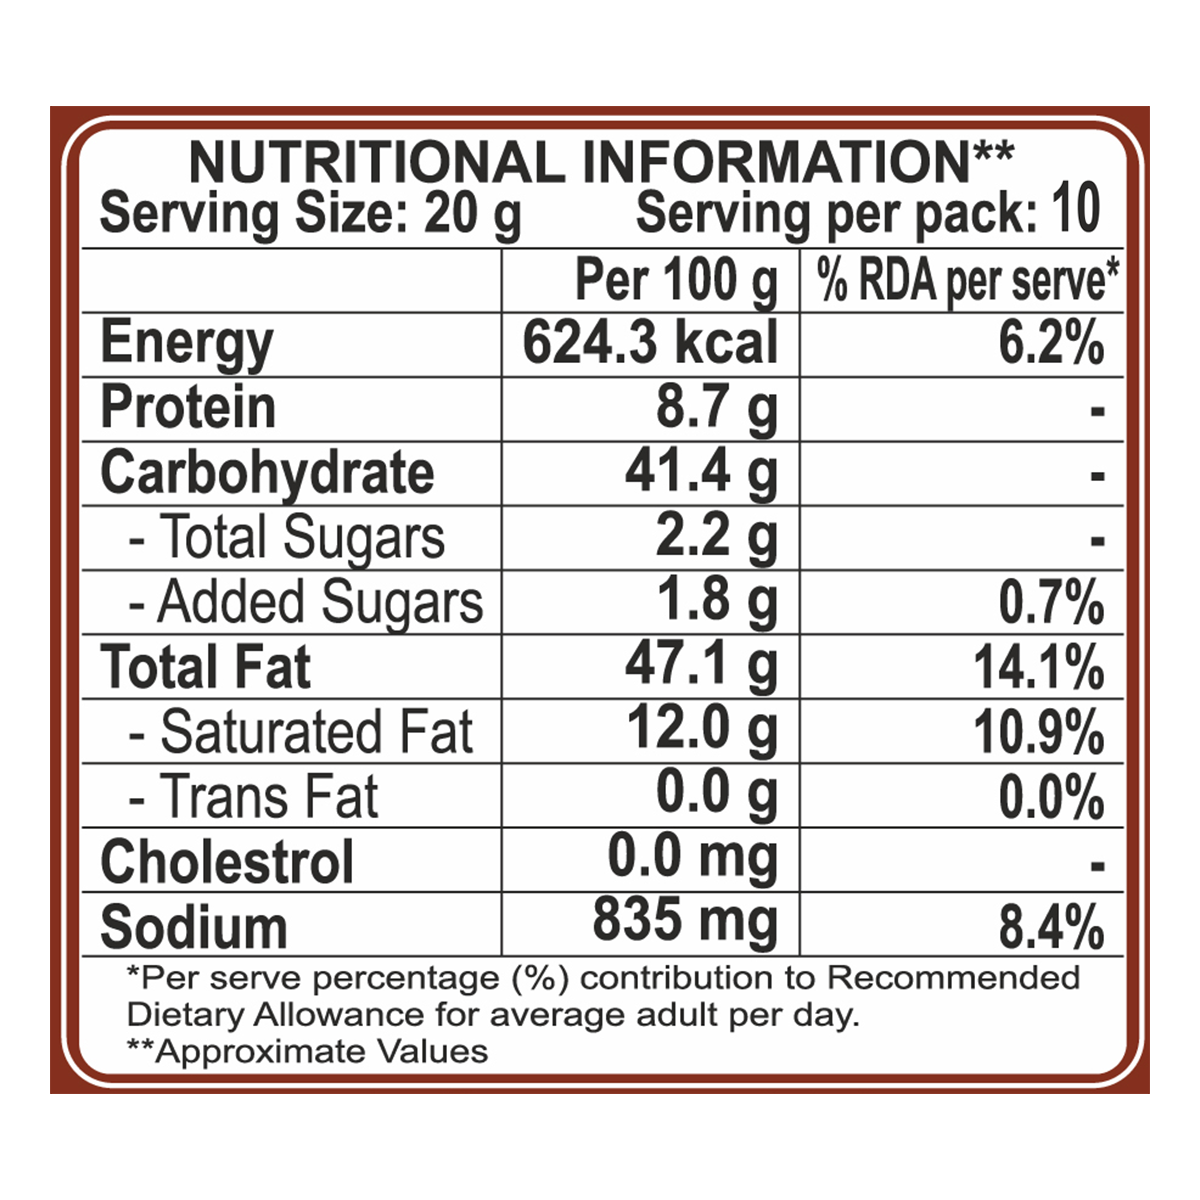 NUTRITIONAL INFORMATION**
Serving Size: 20 g Serving per pack: 10
Per 100 g % RDA per serve*
Energy 624.3 kcal 6.2%
Protein 8.7 g -
Carbohydrate 41.4 g -
- Total Sugars 2.2 g -
- Added Sugars 1.8 g 0.7%
Total Fat 47.1 g 14.1%
- Saturated Fat 12.0 g 10.9%
- Trans Fat 0.0 g 0.0%
Cholestrol 0.0 mg -
Sodium 835 mg 8.4%
*Per serve percentage (%) contribution to Recommended
Dietary Allowance for average adult per day.
**Approximate Values